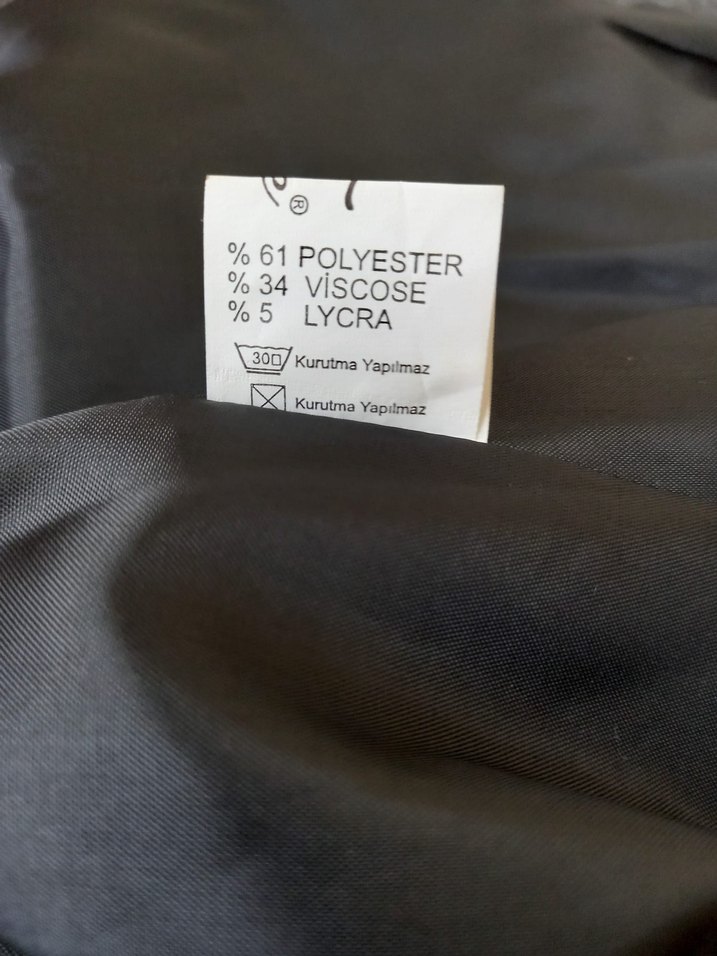 ®
% 61 POLYESTER
% 34 VİSCOSE
% 5 LYCRA
30 Kurutma Yapılmaz
Kurutma Yapılmaz